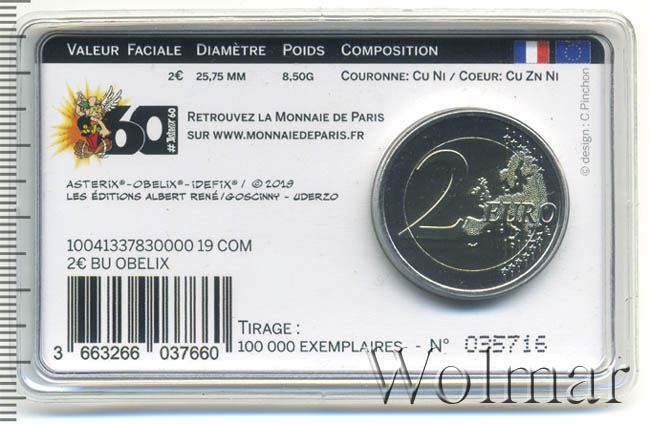 VALEUR FACIALE DIAMÈTRE POIDS COMPOSITION
2€ 25,75 MM 8,50G COURONNE: CU NI / COEUR: CU ZN NI
60
# Asterix 60
RETROUVEZ LA MONNAIE DE PARIS
SUR WWW.MONNAIEDEPARIS.FR
© design : C.Pinchon
ASTERIX®-OBELIX®-IDEFIX® / © 2019
LES ÉDITIONS ALBERT RENÉ/GOSCINNY - UDERZO
2 EURO
10041337830000 19 COM
2€ BU OBELIX
3 663266 037660
TIRAGE :
100 000 EXEMPLAIRES - N° 035716
Wolmar